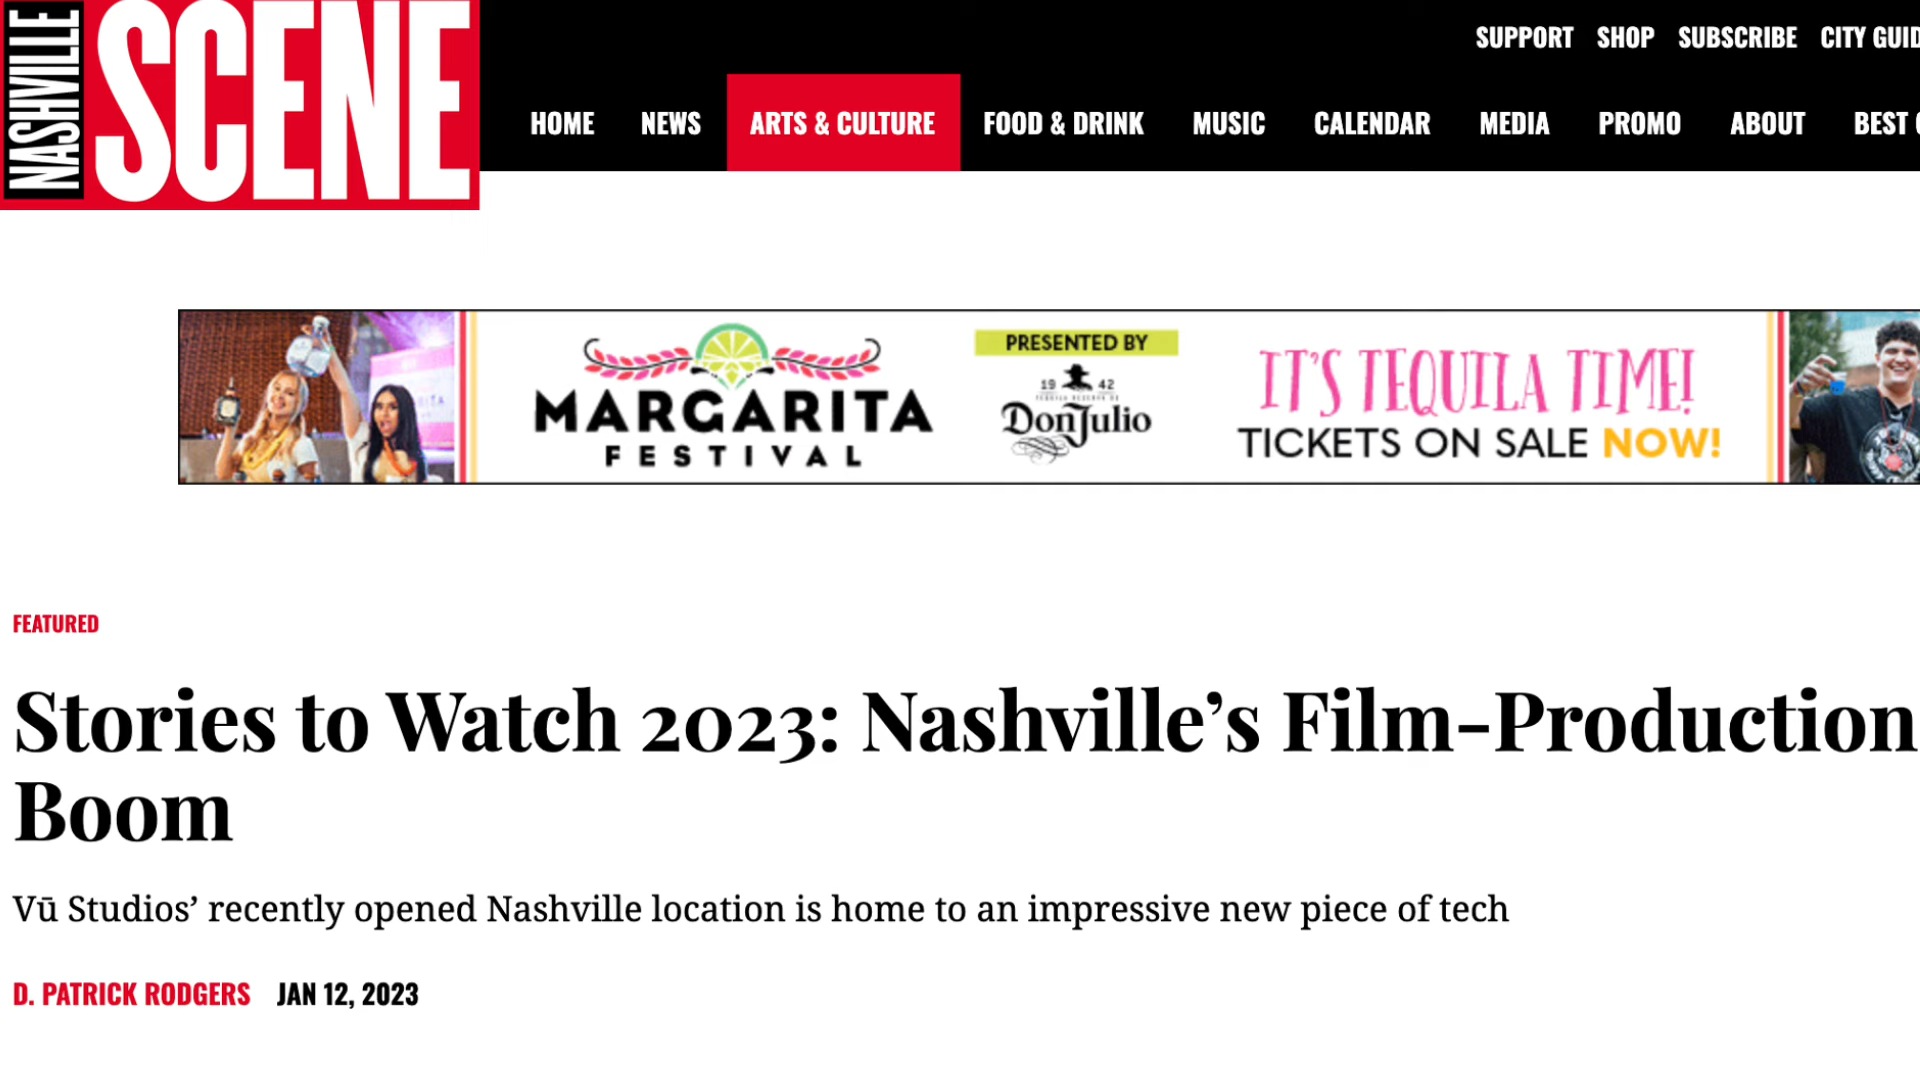 NASHVILLE
SCENE
SUPPORT SHOP SUBSCRIBE CITY GUID
HOME NEWS ARTS & CULTURE FOOD & DRINK MUSIC CALENDAR MEDIA PROMO ABOUT BEST
MARGARITA
FESTIVAL
PRESENTED BY
19 42
Don Julio
IT'S TEQUILA TIME!
TICKETS ON SALE NOW!
FEATURED
Stories to Watch 2023: Nashville’s Film-Production
Boom
Vū Studios’ recently opened Nashville location is home to an impressive new piece of tech
D. PATRICK RODGERS JAN 12, 2023